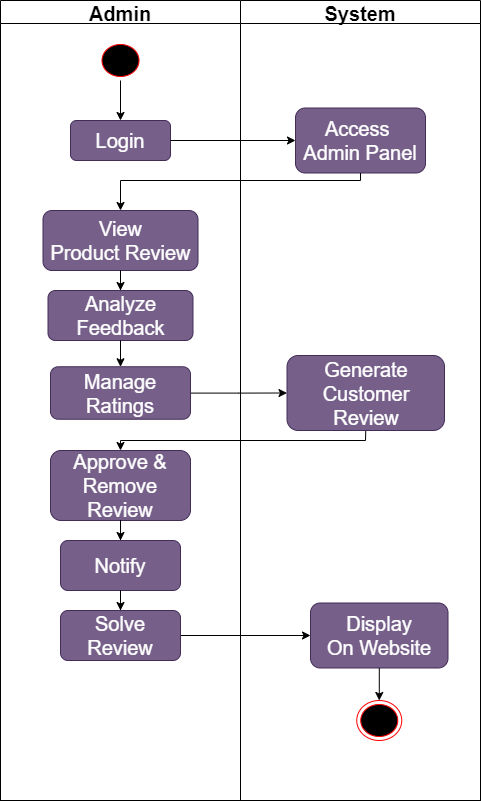 Admin
System
Login
Access
Admin Panel
View
Product Review
Analyze
Feedback
Manage
Ratings
Generate
Customer
Review
Approve &
Remove
Review
Notify
Solve
Review
Display
On Website